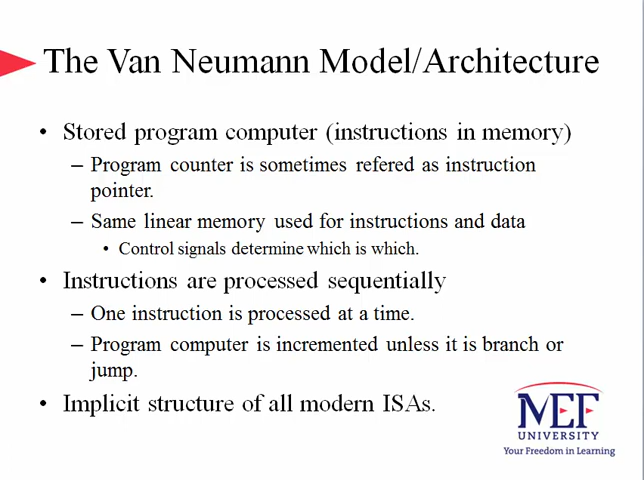 The Van Neumann Model/Architecture
• Stored program computer (instructions in memory)
– Program counter is sometimes refered as instruction
pointer.
– Same linear memory used for instructions and data
• Control signals determine which is which.
• Instructions are processed sequentially
– One instruction is processed at a time.
– Program computer is incremented unless it is branch or
jump.
• Implicit structure of all modern ISAs.
MEF
UNIVERSITY
Your Freedom in Learning